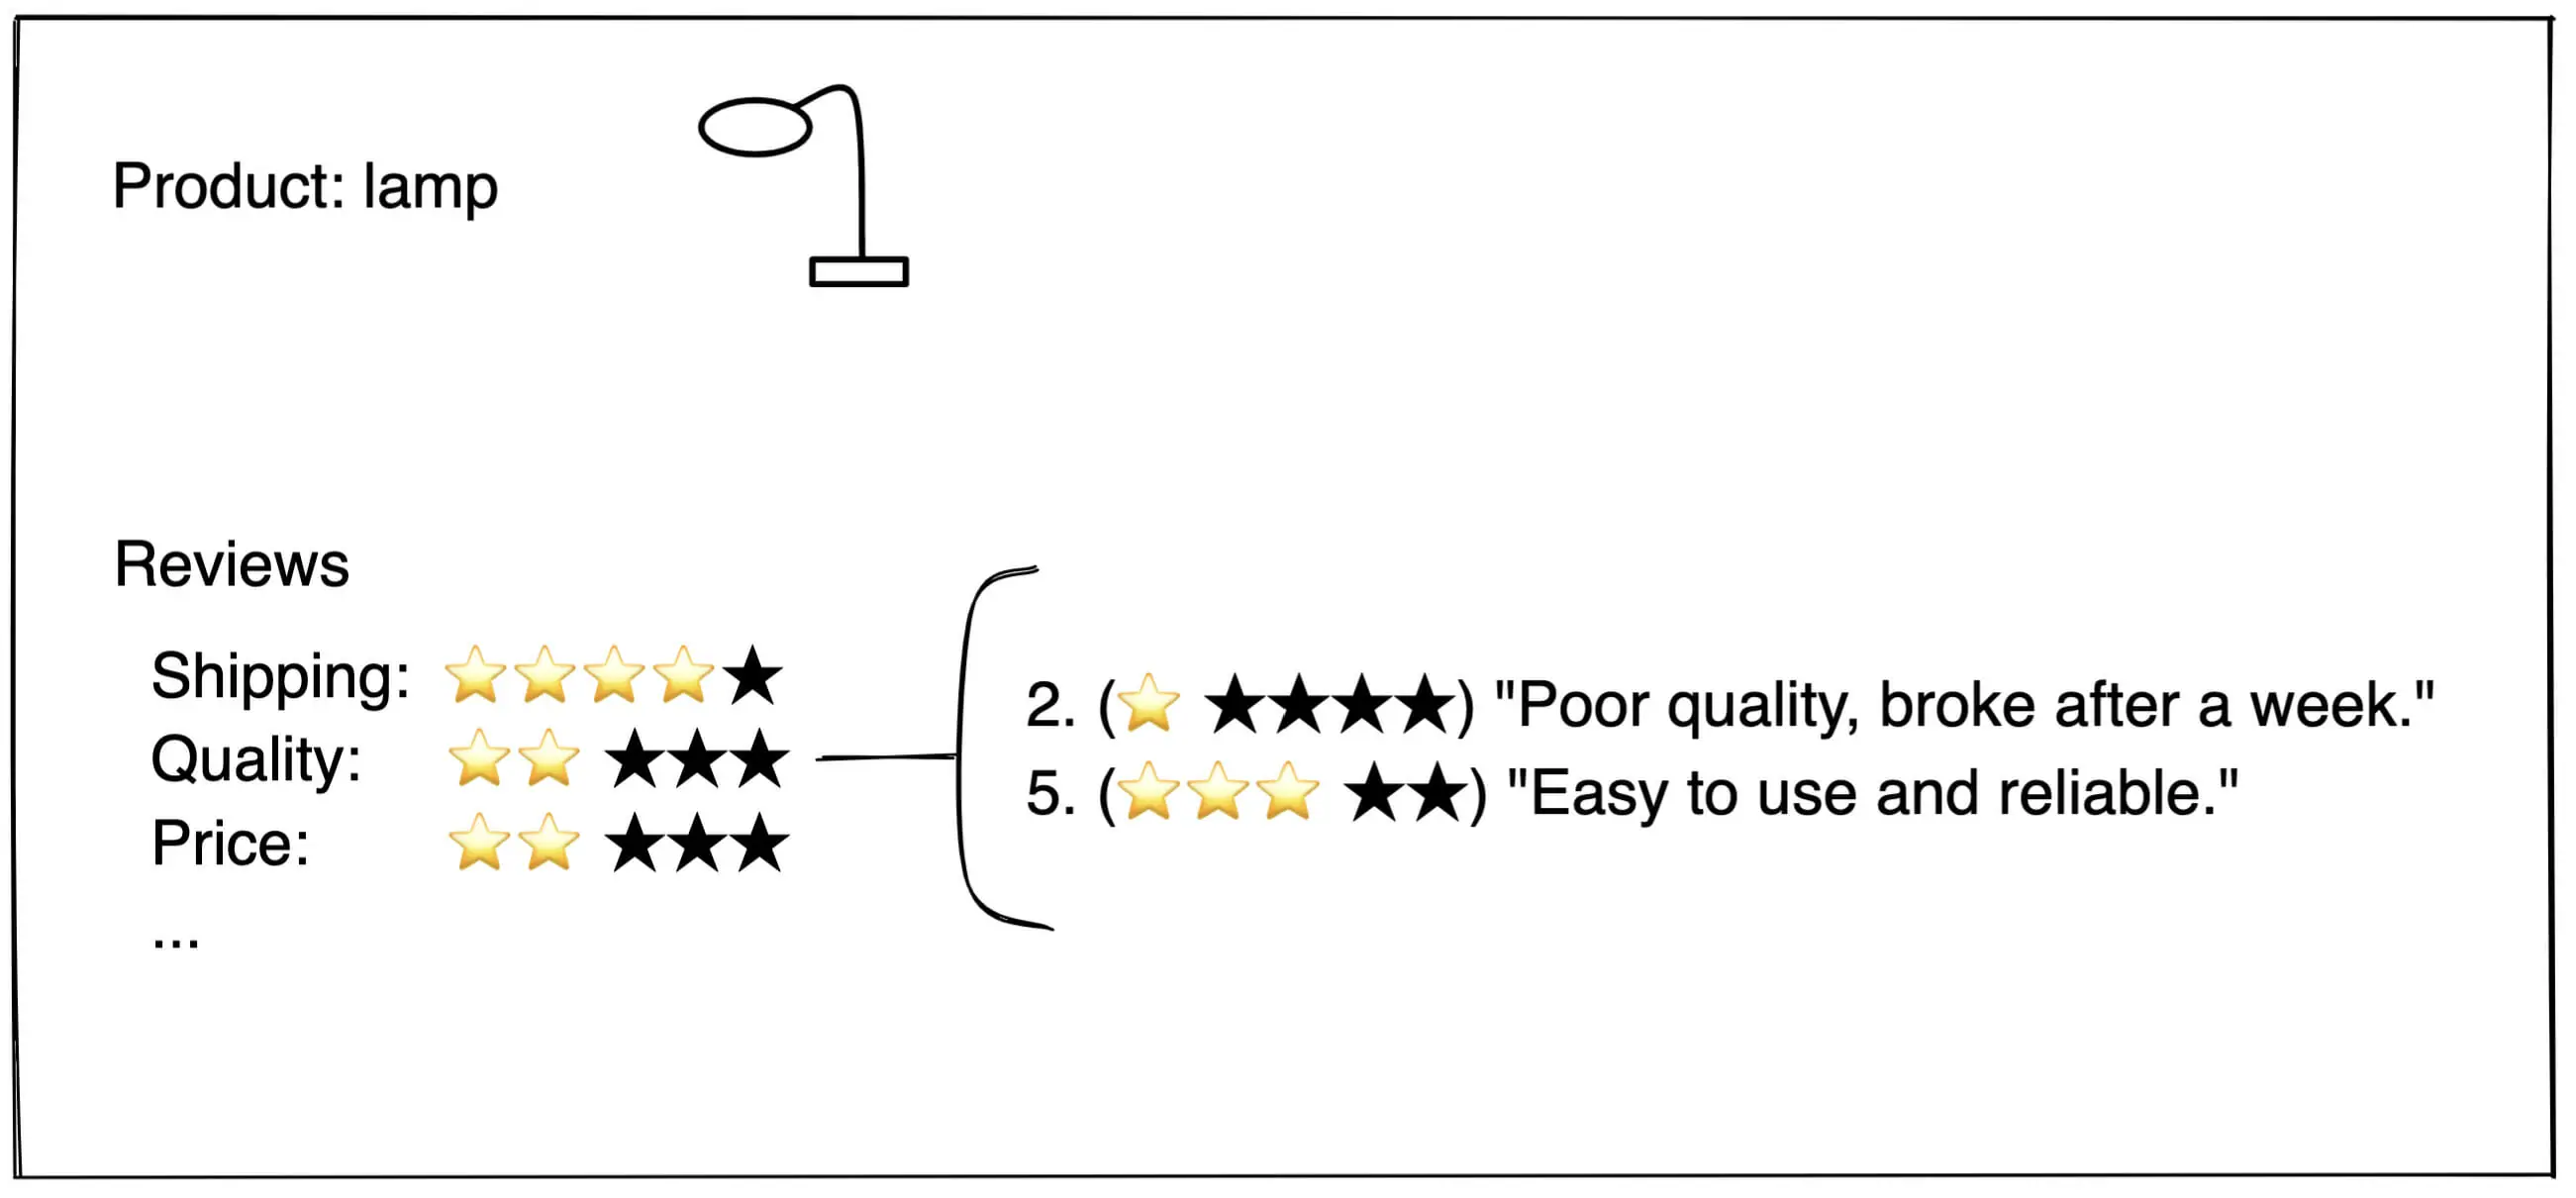 Product: lamp
Reviews
Shipping: ⭐⭐⭐⭐★
Quality: ⭐⭐ ★★★
Price: ⭐⭐ ★★★
...
2. (⭐ ★★★★) "Poor quality, broke after a week."
5. (⭐⭐⭐ ★★) "Easy to use and reliable."